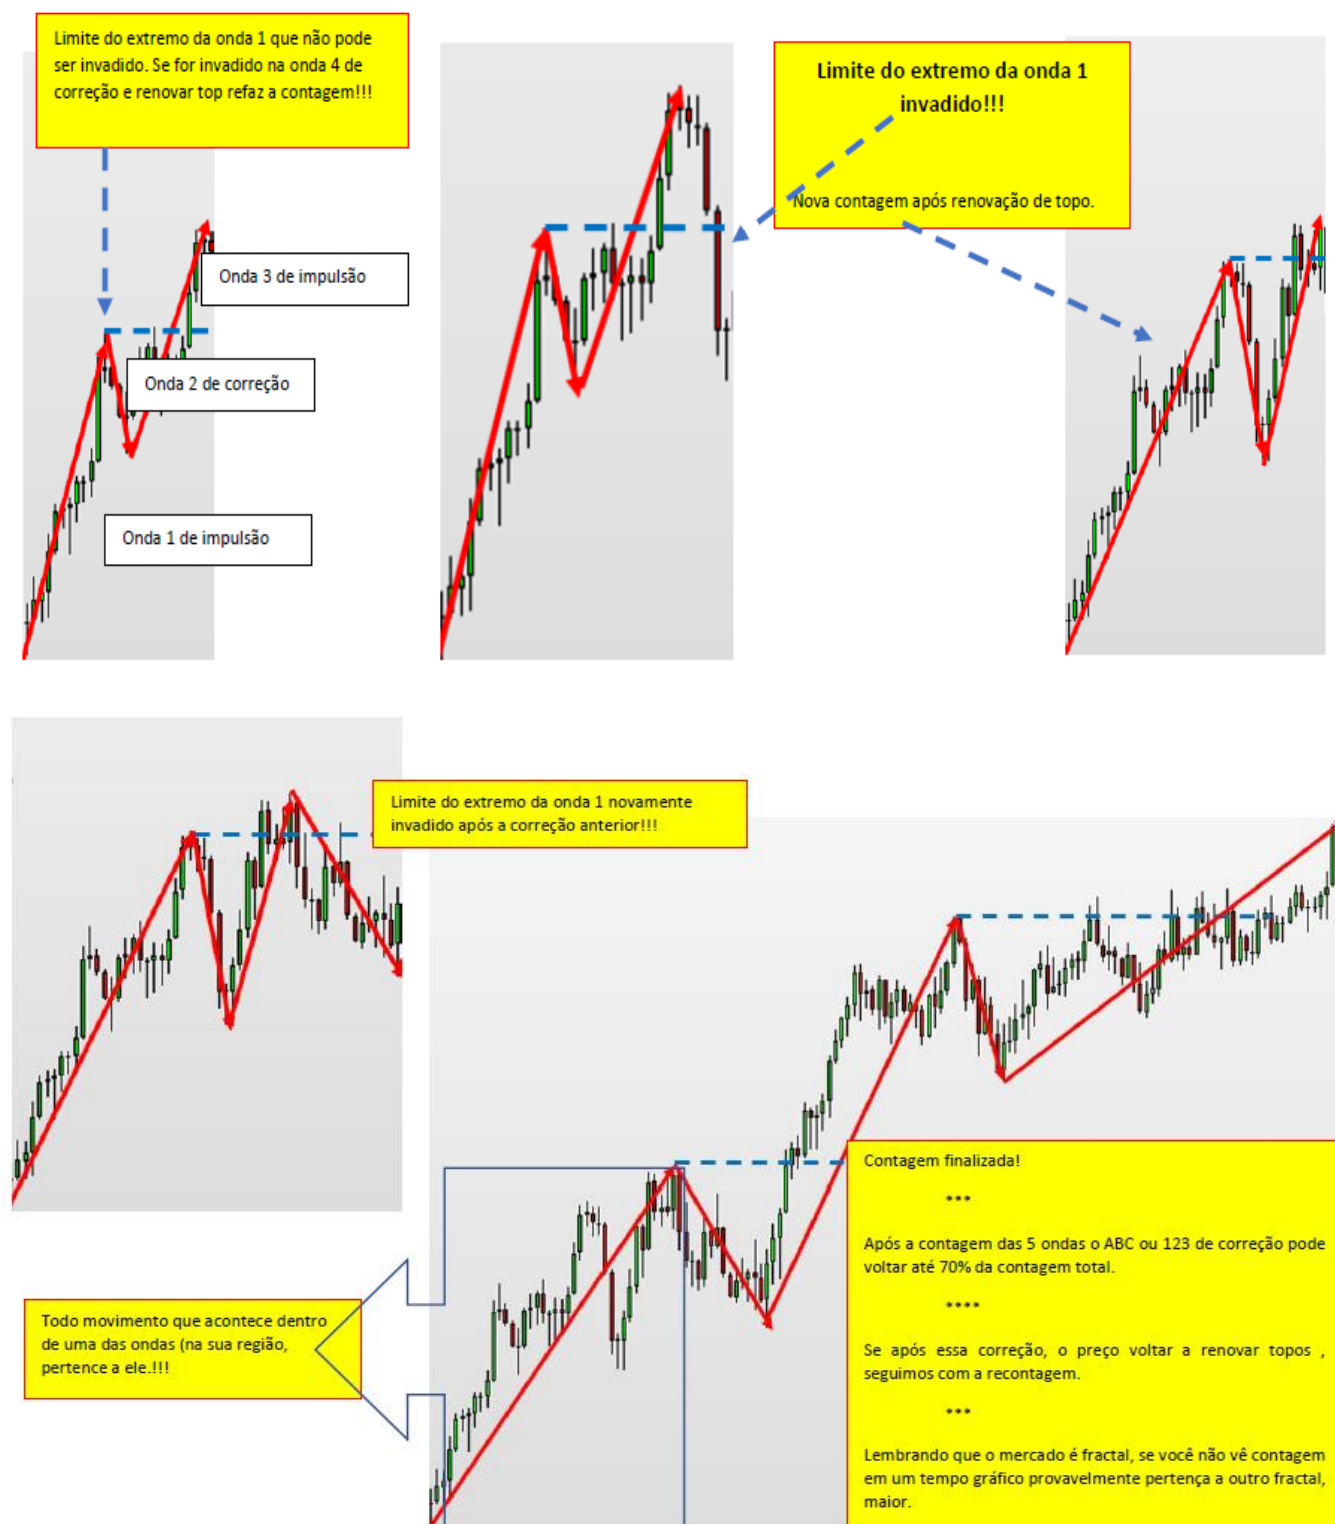 Limite do extremo da onda 1 que não pode
ser invadido. Se for invadido na onda 4 de
correção e renovar top refaz a contagem!!!
Limite do extremo da onda 1
invadido!!!
Nova contagem após renovação de topo.
Onda 3 de impulsão
Onda 2 de correção
Onda 1 de impulsão
Limite do extremo da onda 1 novamente
invadido após a correção anterior!!!
Todo movimento que acontece dentro
de uma das ondas (na sua região,
pertence a ele.!!!
Contagem finalizada!
***
Após a contagem das 5 ondas o ABC ou 123 de correção pode
voltar até 70% da contagem total.
****
Se após essa correção, o preço voltar a renovar topos ,
seguimos com a recontagem.
***
Lembrando que o mercado é fractal, se você não vê contagem
em um tempo gráfico provavelmente pertença a outro fractal,
maior.